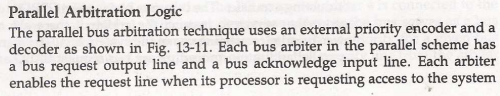 Parallel Arbitration Logic
The parallel bus arbitration technique uses an external priority encoder and a
decoder as shown in Fig. 13-11. Each bus arbiter in the parallel scheme has
a bus request output line and a bus acknowledge input line. Each arbiter
enables the request line when its processor is requesting access to the system